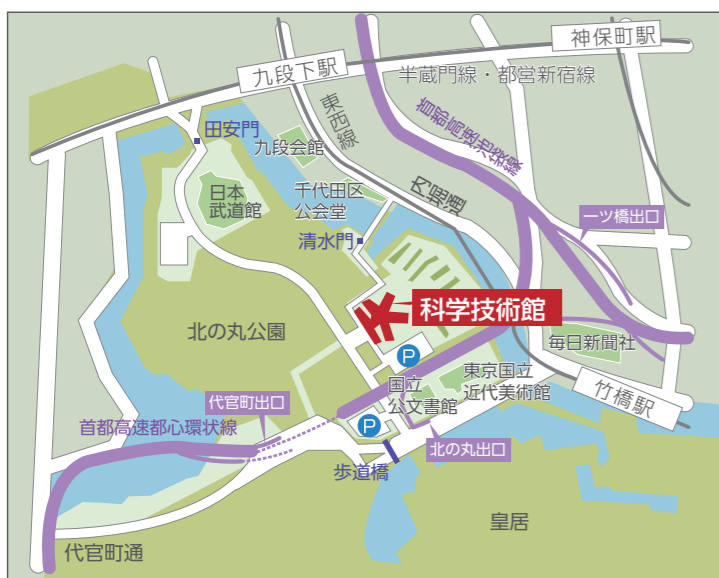 神保町駅
九段下駅
半蔵門線・都営新宿線
東西線
首都高速池袋線
田安門
九段会館
内堀通
日本
武道館
千代田区
公会堂
一ツ橋出口
清水門
科学技術館
北の丸公園
P
毎日新聞社
東京国立
近代美術館
国立
公文書館
竹橋駅
代官町出口
首都高速都心環状線
P
北の丸出口
歩道橋
皇居
代官町通